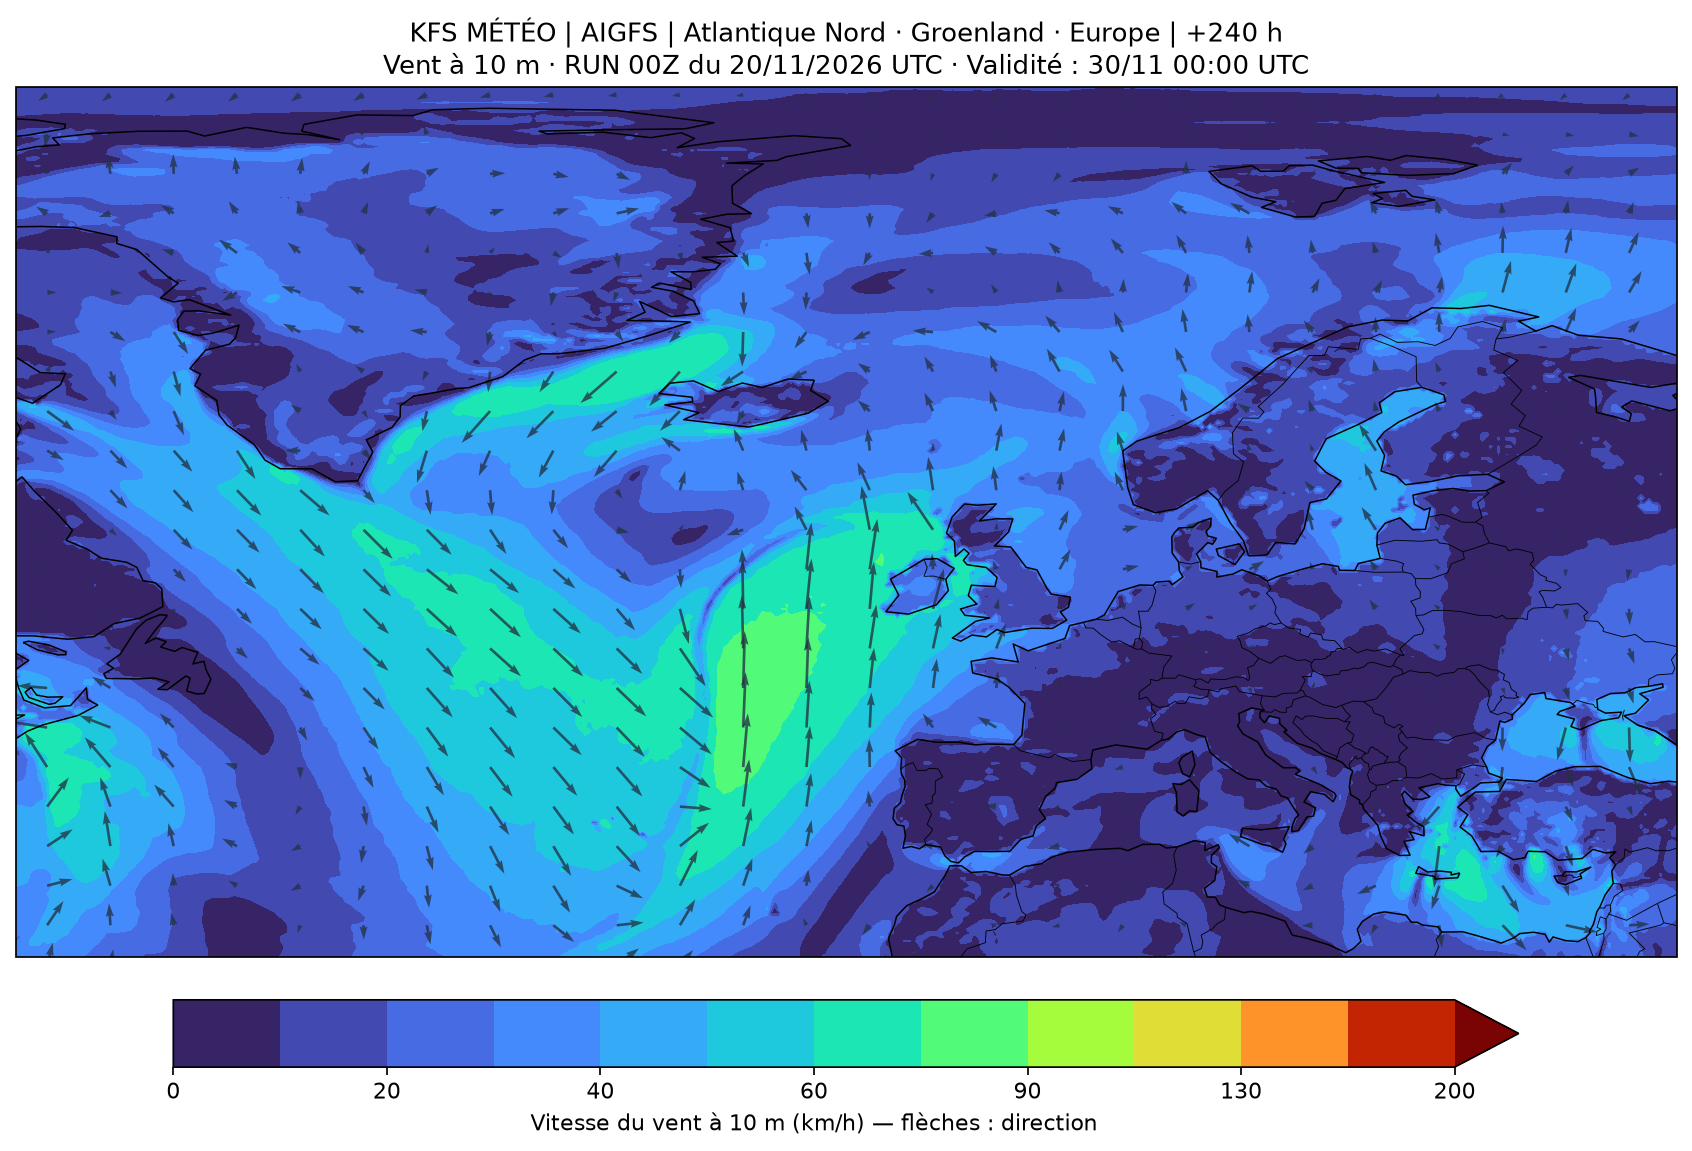 KFS MÉTÉO | AIGFS | Atlantique Nord · Groenland · Europe | +240 h
Vent à 10 m · RUN 00Z du 20/11/2026 UTC · Validité : 30/11 00:00 UTC
0 20 40 60 90 130 200
Vitesse du vent à 10 m (km/h) — flèches : direction